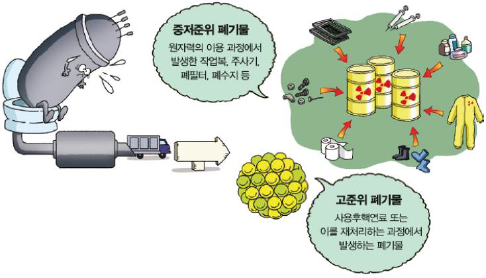 중저준위 폐기물
원자력의 이용 과정에서
발생한 작업복, 주사기,
폐필터, 폐수지 등
고준위 폐기물
사용후핵연료 또는
이를 재처리하는 과정에서
발생하는 폐기물